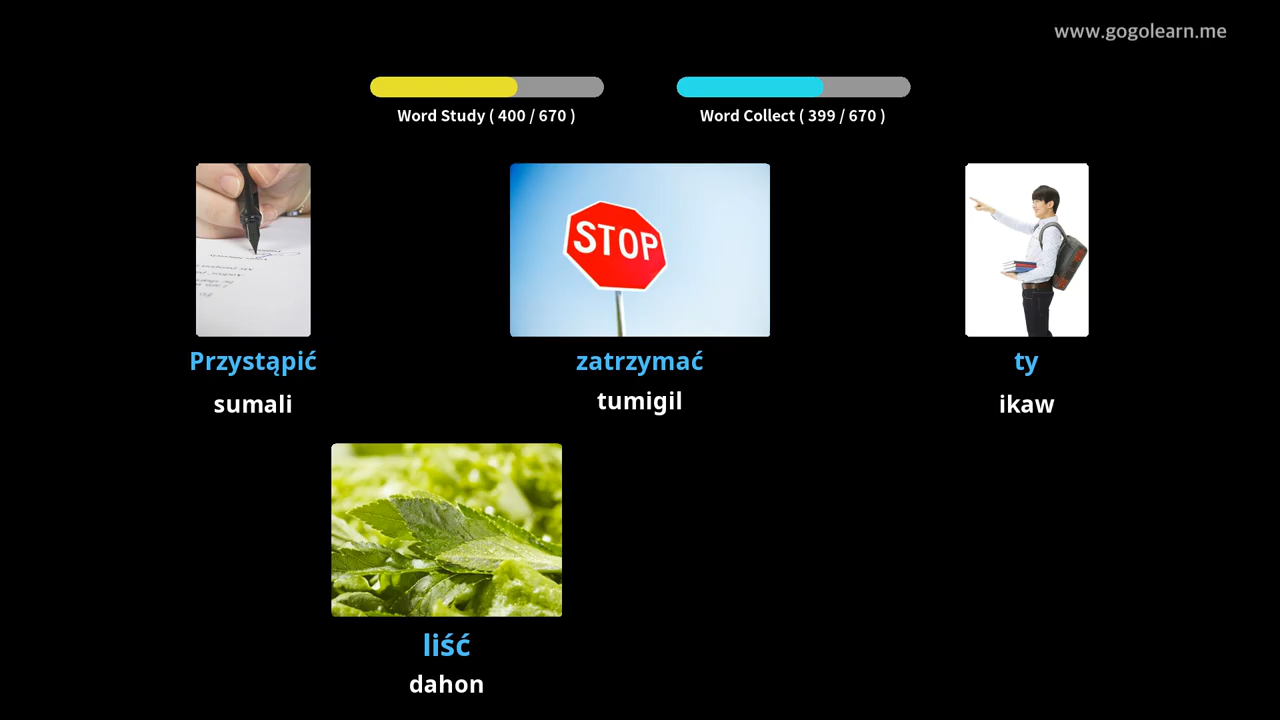 www.gogolearn.me
Word Study ( 400 / 670 )
Word Collect ( 399 / 670 )
STOP
Przystąpić
zatrzymać
ty
sumali
tumigil
ikaw
liść
dahon